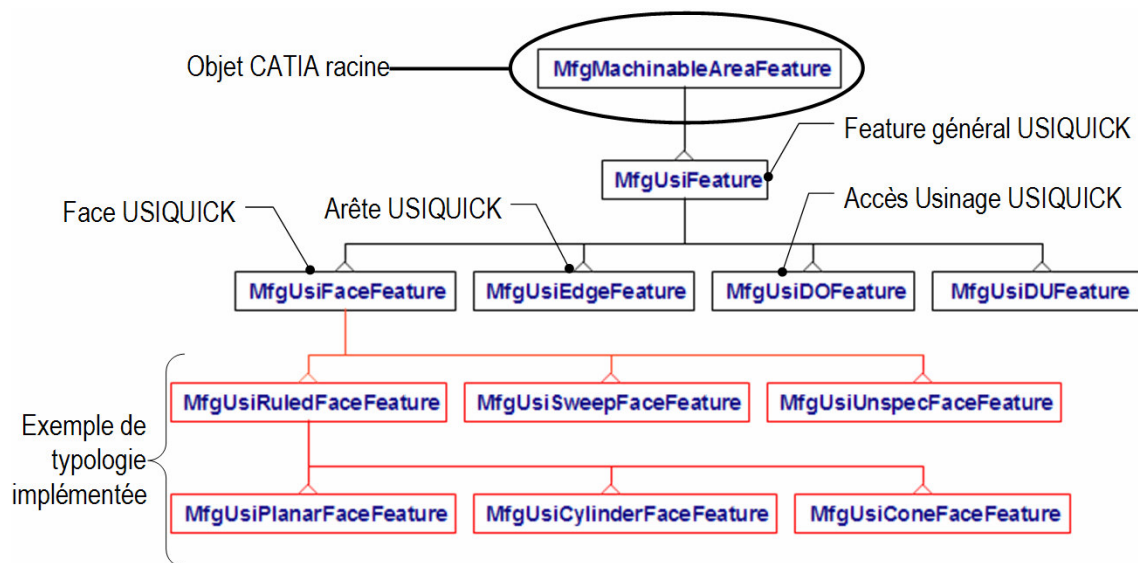 Objet CATIA racine
MfgMachinableAreaFeature
Feature général USIQUICK
MfgUsiFeature
Face USIQUICK
Arête USIQUICK
Accès Usinage USIQUICK
MfgUsiFaceFeature
MfgUsiEdgeFeature
MfgUsiDOFeature
MfgUsiDUFeature
MfgUsiRuledFaceFeature
MfgUsiSweepFaceFeature
MfgUsiUnspecFaceFeature
Exemple de
typologie
implémentée
MfgUsiPlanarFaceFeature
MfgUsiCylinderFaceFeature
MfgUsiConeFaceFeature